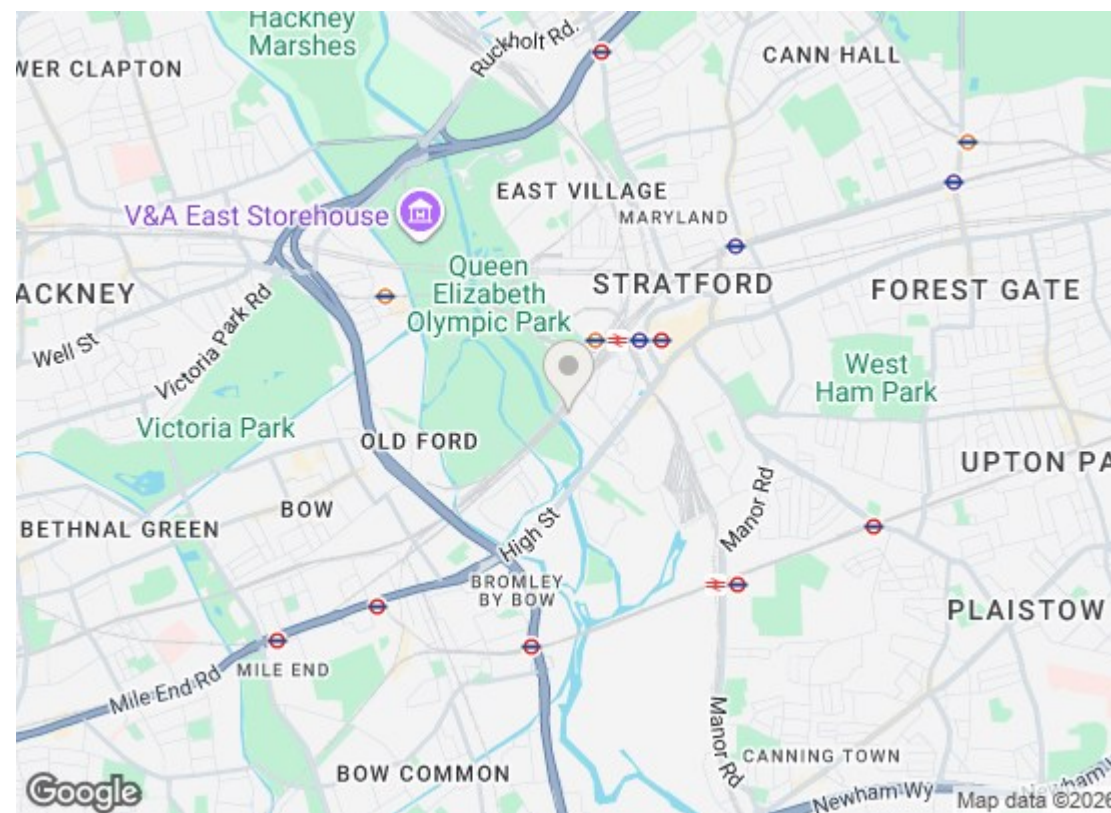 Hackney
Marshes
Ruckholt Rd.
CANN HALL
WER CLAPTON
EAST VILLAGE
MARYLAND
V&A East Storehouse
Queen
Elizabeth
Olympic Park
STRATFORD
FOREST GATE
ACKNEY
Victoria Park Rd
Well St
West
Ham Park
Victoria Park
OLD FORD
UPTON PA
BOW
Manor Rd
BETHNAL GREEN
High St
BROMLEY
BY BOW
PLAISTOW
MILE END
Mile End Rd
Manor Rd
CANNING TOWN
BOW COMMON
Newham Wy
Newham W
Google
Map data ©2026